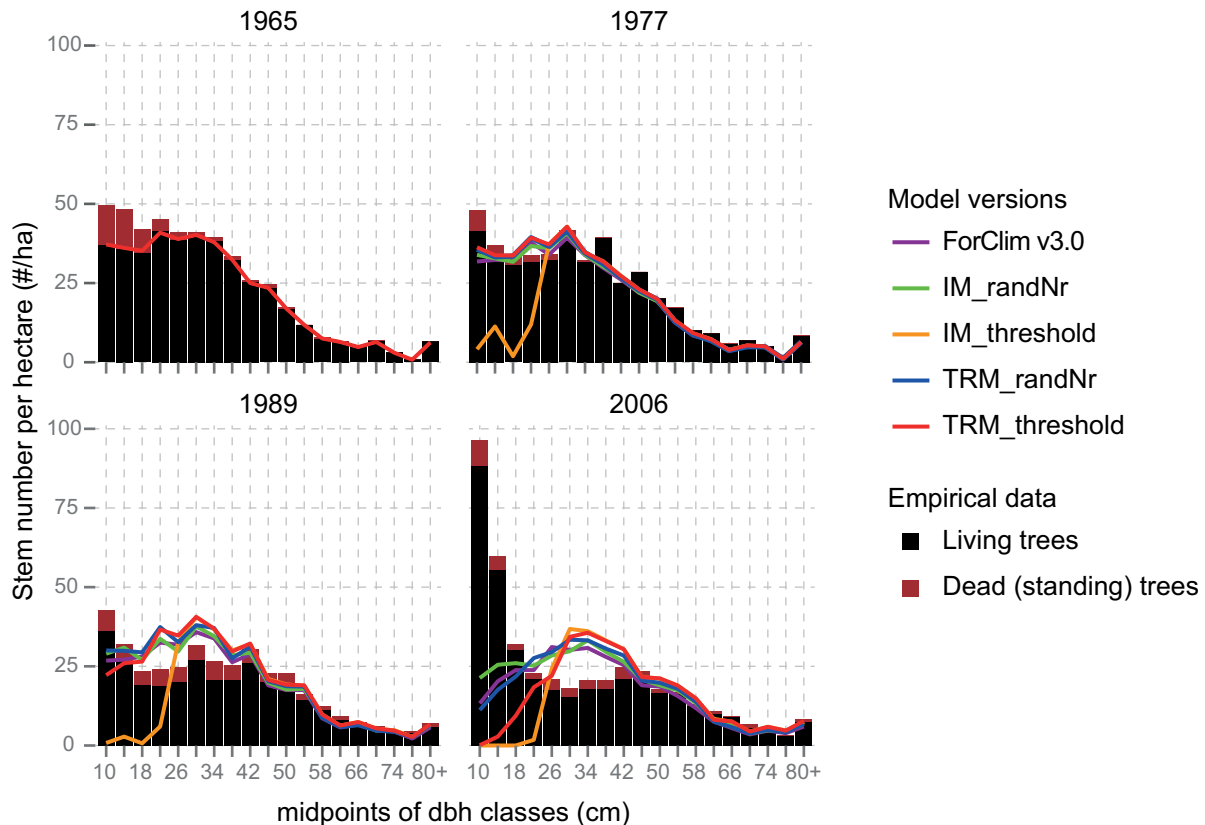 1965
1977
100
75
50
25
0
1989
2006
100
75
50
25
0
10 18 26 34 42 50 58 66 74 80+
10 18 26 34 42 50 58 66 74 80+
Stem number per hectare (#/ha)
midpoints of dbh classes (cm)
Model versions
ForClim v3.0
IM_randNr
IM_threshold
TRM_randNr
TRM_threshold
Empirical data
Living trees
Dead (standing) trees